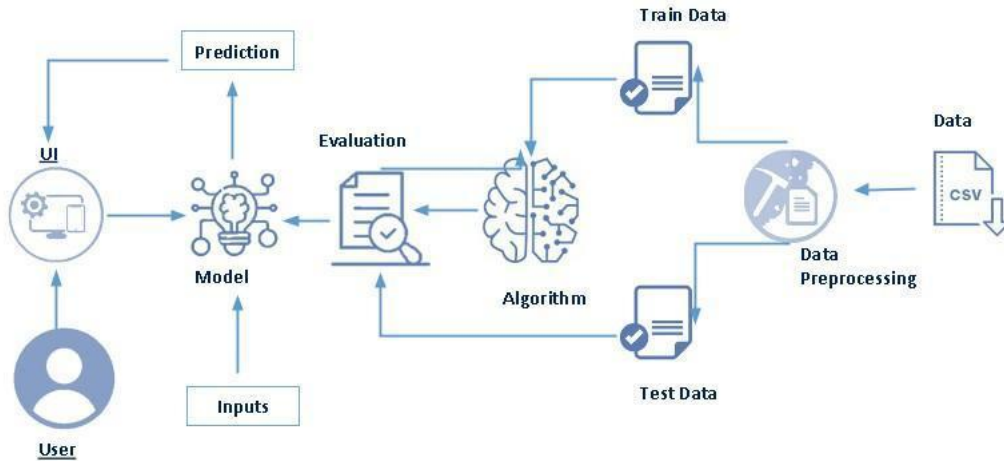 Train Data
Prediction
Evaluation
Data
UI
CSV
Model
Algorithm
Data
Preprocessing
Inputs
Test Data
User